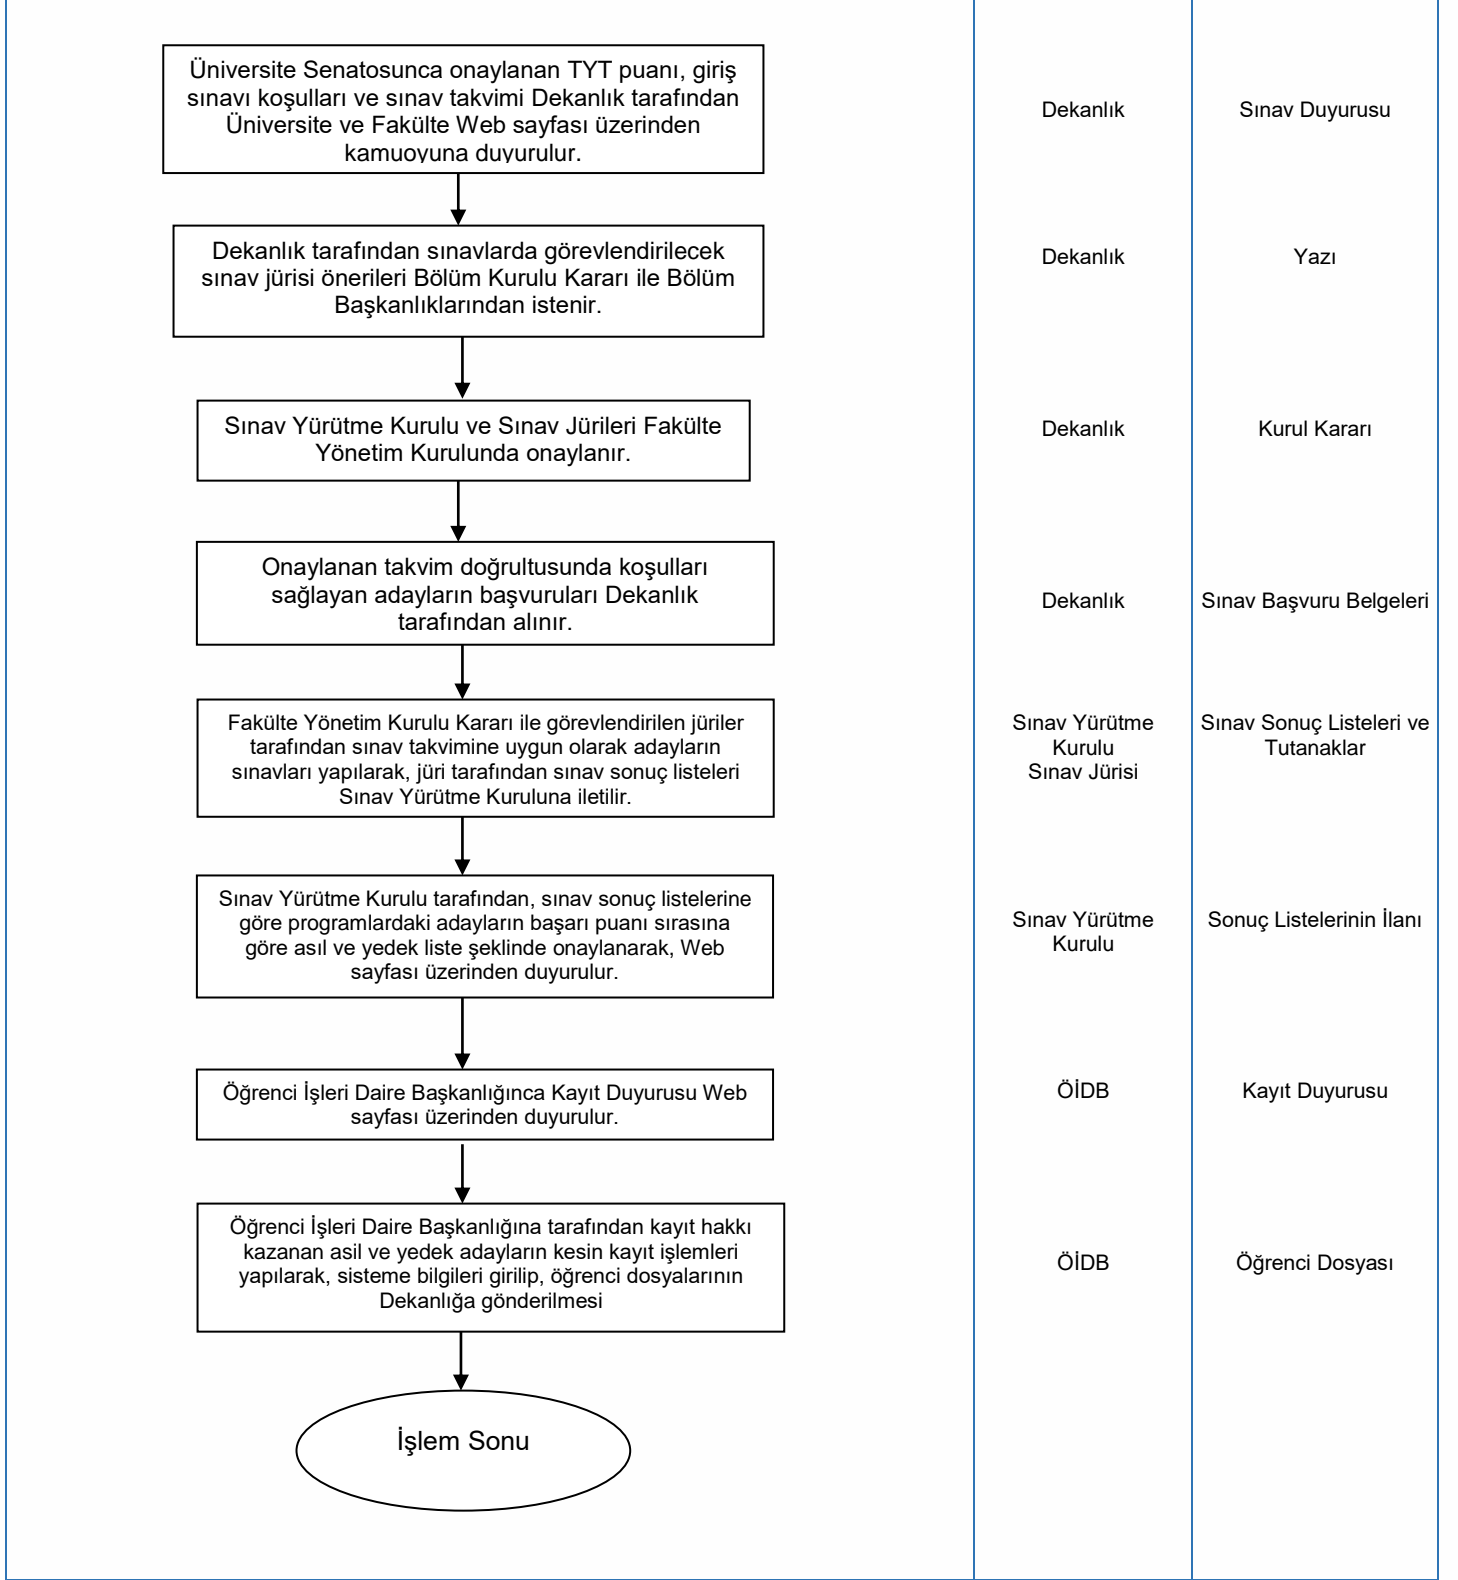 Üniversite Senatosunca onaylanan TYT puanı, giriş
sınavı koşulları ve sınav takvimi Dekanlık tarafından
Üniversite ve Fakülte Web sayfası üzerinden
kamuoyuna duyurulur.
Dekanlık
Sınav Duyurusu
Dekanlık tarafından sınavlarda görevlendirilecek
sınav jürisi önerileri Bölüm Kurulu Kararı ile Bölüm
Başkanlıklarından istenir.
Dekanlık
Yazı
Sınav Yürütme Kurulu ve Sınav Jürileri Fakülte
Yönetim Kurulunda onaylanır.
Dekanlık
Kurul Kararı
Onaylanan takvim doğrultusunda koşulları
sağlayan adayların başvuruları Dekanlık
tarafından alınır.
Dekanlık
Sınav Başvuru Belgeleri
Fakülte Yönetim Kurulu Kararı ile görevlendirilen jüriler
tarafından sınav takvimine uygun olarak adayların
sınavları yapılarak, jüri tarafından sınav sonuç listeleri
Sınav Yürütme Kuruluna iletilir.
Sınav Yürütme
Kurulu
Sınav Jürisi
Sınav Sonuç Listeleri ve
Tutanaklar
Sınav Yürütme Kurulu tarafından, sınav sonuç listelerine
göre programlardaki adayların başarı puanı sırasına
göre asıl ve yedek liste şeklinde onaylanarak, Web
sayfası üzerinden duyurulur.
Sınav Yürütme
Kurulu
Sonuç Listelerinin İlanı
Öğrenci İşleri Daire Başkanlığınca Kayıt Duyurusu Web
sayfası üzerinden duyurulur.
ÖİDB
Kayıt Duyurusu
Öğrenci İşleri Daire Başkanlığına tarafından kayıt hakkı
kazanan asil ve yedek adayların kesin kayıt işlemleri
yapılarak, sisteme bilgileri girilip, öğrenci dosyalarının
Dekanlığa gönderilmesi
ÖİDB
Öğrenci Dosyası
İşlem Sonu